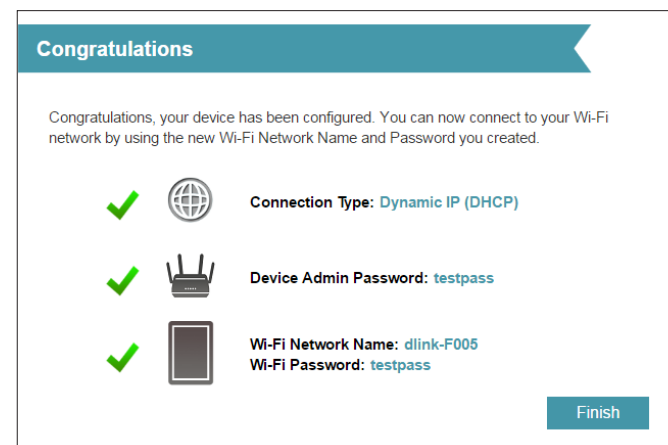 Congratulations
Congratulations, your device has been configured. You can now connect to your Wi-Fi
network by using the new Wi-Fi Network Name and Password you created.
Connection Type: Dynamic IP (DHCP)
Device Admin Password: testpass
Wi-Fi Network Name: dlink-F005
Wi-Fi Password: testpass
Finish